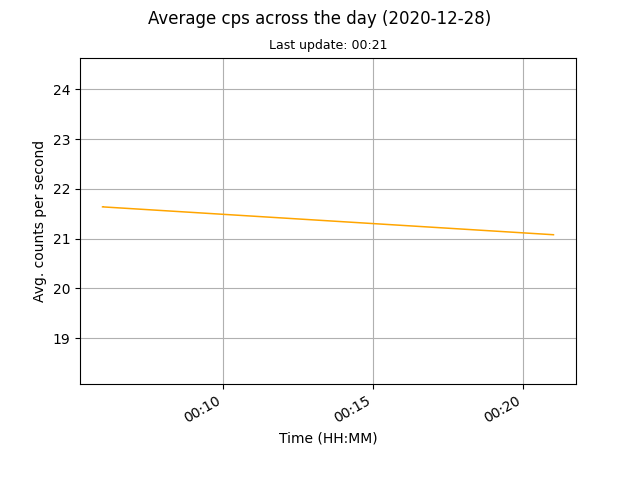 Average cps across the day (2020-12-28)
Last update: 00:21
24
23
22
21
20
19
Avg. counts per second
00:10
00:15
00:20
Time (HH:MM)